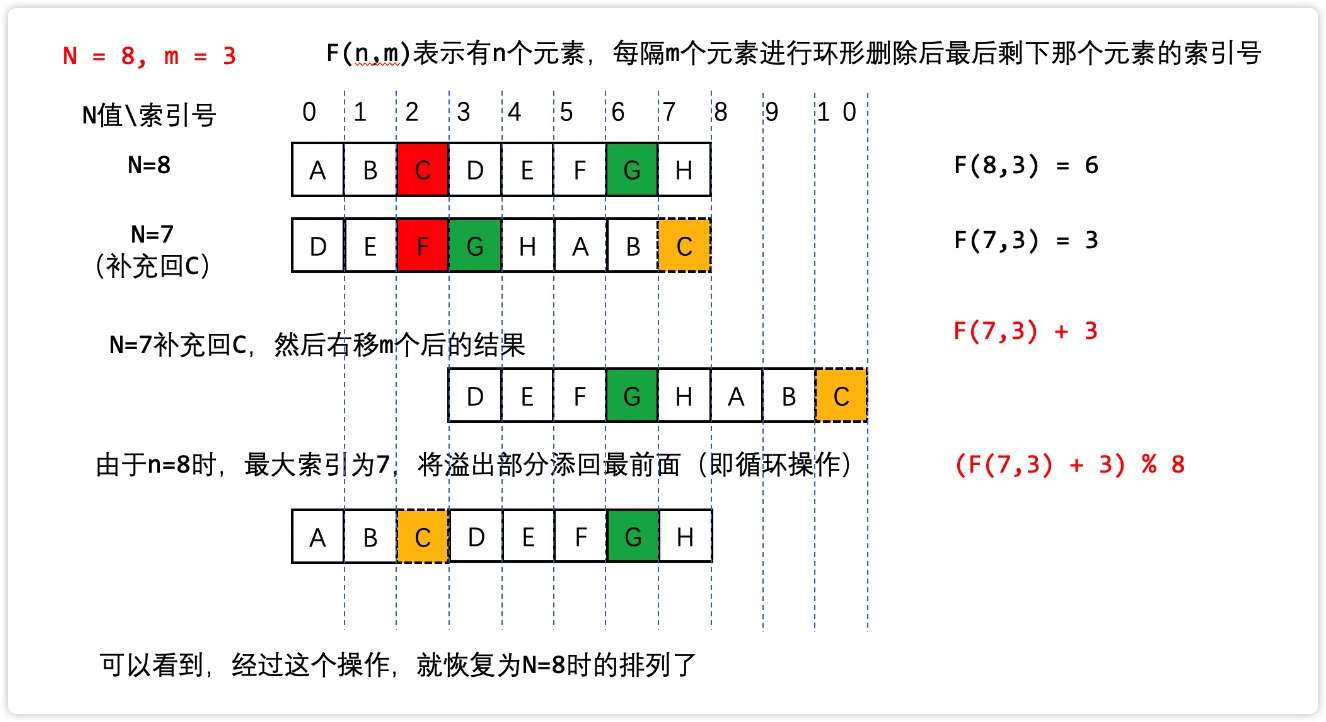 N = 8, m = 3
F(n,m)表示有n个元素，每隔m个元素进行环形删除后最后剩下那个元素的索引号
N值\索引号 0 1 2 3 4 5 6 7 8 9 1 0
N=8 A B C D E F G H F(8,3) = 6
N=7 D E F G H A B C F(7,3) = 3
（补充回C）
F(7,3) + 3
N=7补充回C，然后右移m个后的结果
D E F G H A B C
由于n=8时，最大索引为7，将溢出部分添回最前面（即循环操作） (F(7,3) + 3) % 8
A B C D E F G H
可以看到，经过这个操作，就恢复为N=8时的排列了